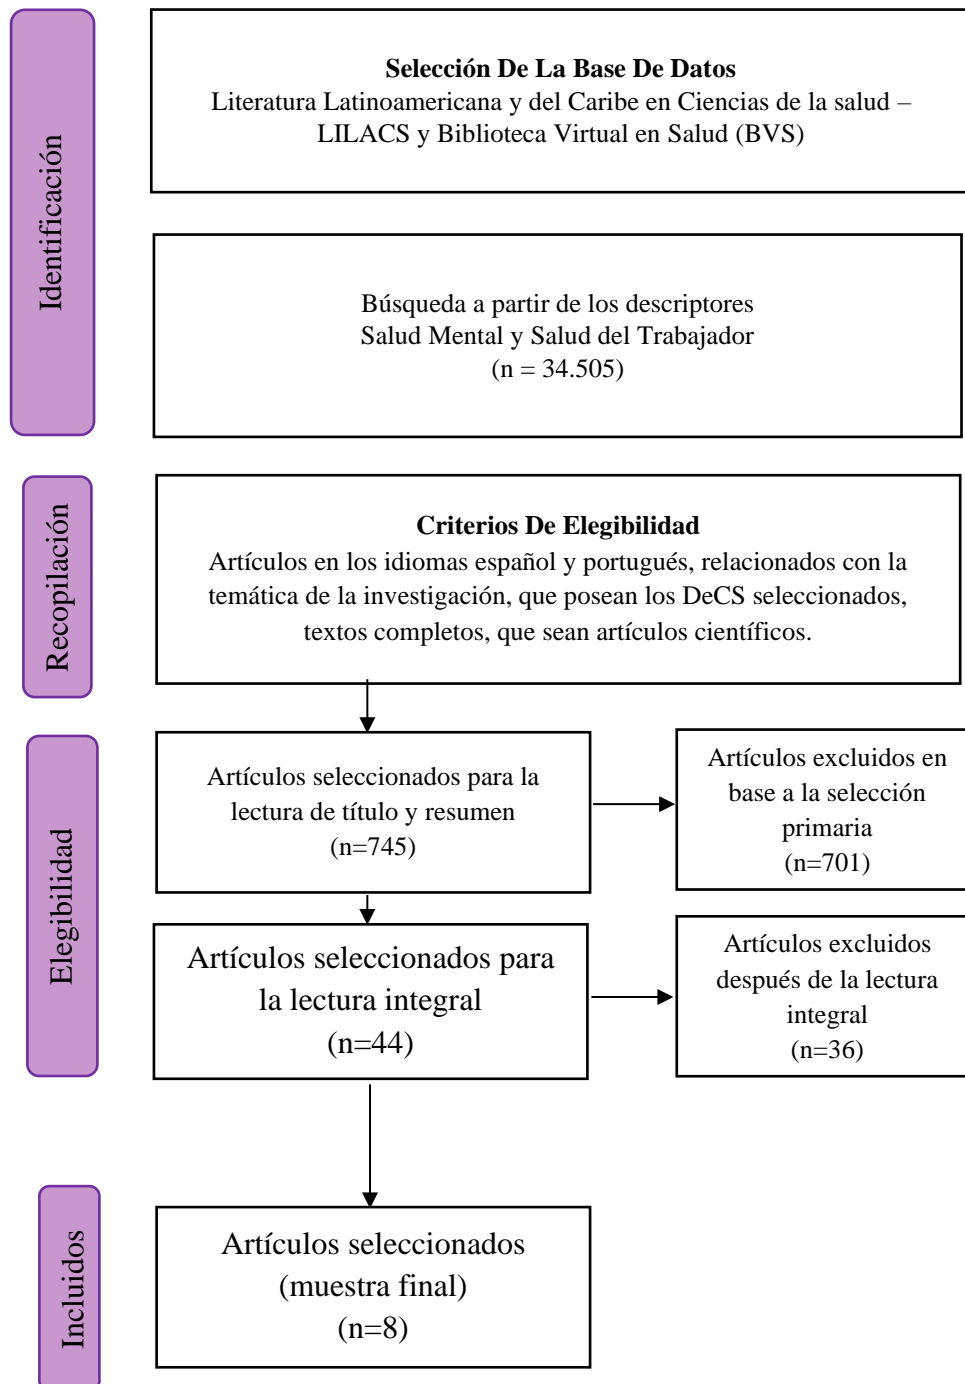 Identificación
Selección De La Base De Datos
Literatura Latinoamericana y del Caribe en Ciencias de la salud –
LILACS y Biblioteca Virtual en Salud (BVS)
Búsqueda a partir de los descriptores
Salud Mental y Salud del Trabajador
(n = 34.505)
Recopilación
Criterios De Elegibilidad
Artículos en los idiomas español y portugués, relacionados con la
temática de la investigación, que posean los DeCS seleccionados,
textos completos, que sean artículos científicos.
Elegibilidad
Artículos seleccionados para la
lectura de título y resumen
(n=745)
Artículos excluidos en
base a la selección
primaria
(n=701)
Artículos seleccionados para
la lectura integral
(n=44)
Artículos excluidos
después de la lectura
integral
(n=36)
Incluidos
Artículos seleccionados
(muestra final)
(n=8)